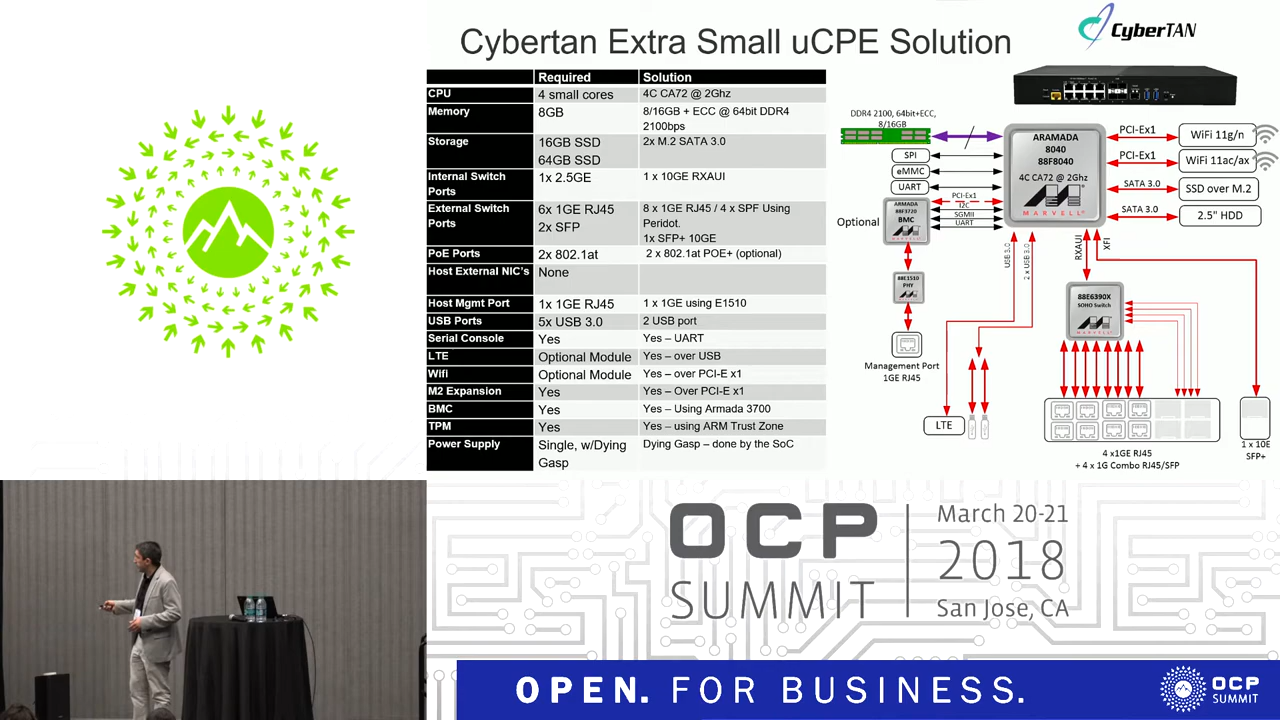 Cybertan Extra Small uCPE Solution
CyberTAN
Required Solution
CPU 4 small cores 4C CA72 @ 2Ghz
Memory 8GB 8/16GB + ECC @ 64bit DDR4
2100bps
Storage 16GB SSD 2x M.2 SATA 3.0
64GB SSD
Internal Switch 1x 2.5GE 1 x 10GE RXAUI
Ports
External Switch 6x 1GE RJ45 8 x 1GE RJ45 / 4 x SPF Using
Ports 2x SFP Peridot.
1x SFP+ 10GE
PoE Ports 2x 802.1at 2 x 802.1at POE+ (optional)
Host External NIC's None
Host Mgmt Port 1x 1GE RJ45 1 x 1GE using E1510
USB Ports 5x USB 3.0 2 USB port
Serial Console Yes Yes – UART
LTE Optional Module Yes – over USB
Wifi Optional Module Yes – over PCI-E x1
M2 Expansion Yes Yes – Over PCI-E x1
BMC Yes Yes – Using Armada 3700
TPM Yes Yes – using ARM Trust Zone
Power Supply Single, w/Dying Dying Gasp – done by the SoC
Gasp
DDR4 2100, 64bit+ECC,
8/16GB
SPI
eMMC
UART
Optional
ARMADA
88F3720
BMC
PCI-Ex1
I2C
SGMII
UART
ARAMADA
8040
88F8040
4C CA72 @ 2Ghz
MARVELL
PCI-Ex1
WiFi 11g/n
PCI-Ex1
WiFi 11ac/ax
SATA 3.0
SSD over M.2
SATA 3.0
2.5" HDD
USB 3.0
2 x USB 3.0
RXAUI
XFI
88E1510
PHY
88E6390X
SOHO Switch
MARVELL
Management Port
1GE RJ45
LTE
4 x1GE RJ45
+ 4 x 1G Combo RJ45/SFP
1 x 10E
SFP+
OCP
SUMMIT
March 20-21
2018
San Jose, CA
OPEN. FOR BUSINESS.
OCP
SUMMIT